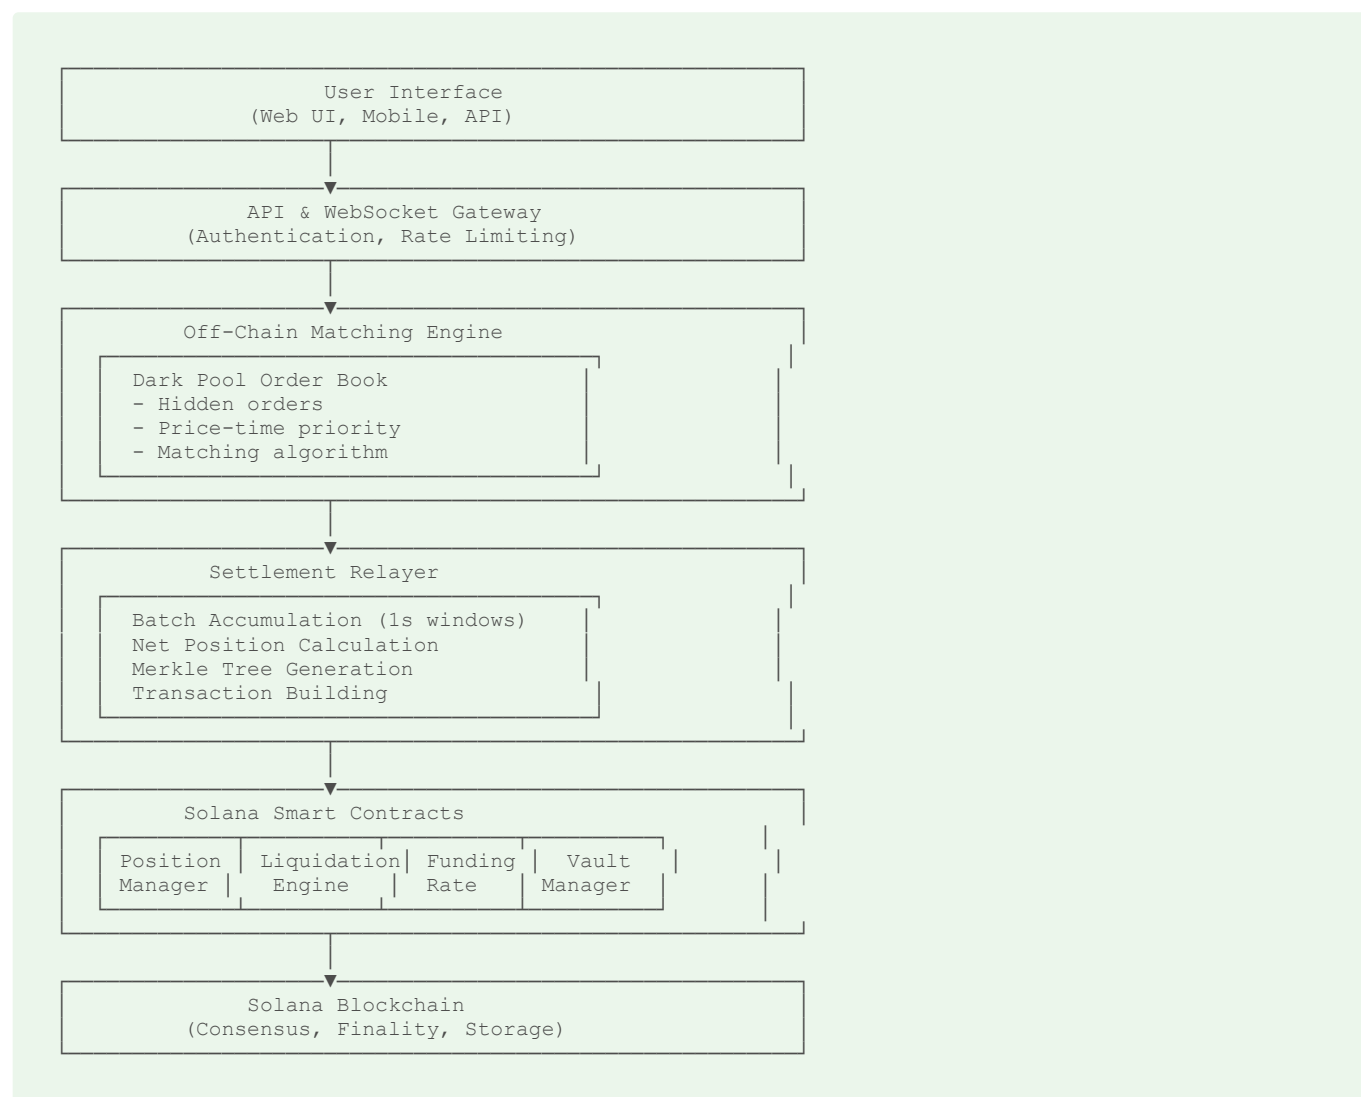 User Interface
(Web UI, Mobile, API)
API & WebSocket Gateway
(Authentication, Rate Limiting)
Off-Chain Matching Engine
Dark Pool Order Book
- Hidden orders
- Price-time priority
- Matching algorithm
Settlement Relayer
Batch Accumulation (1s windows)
Net Position Calculation
Merkle Tree Generation
Transaction Building
Solana Smart Contracts
Position Liquidation Funding Vault
Manager Engine Rate Manager
Solana Blockchain
(Consensus, Finality, Storage)